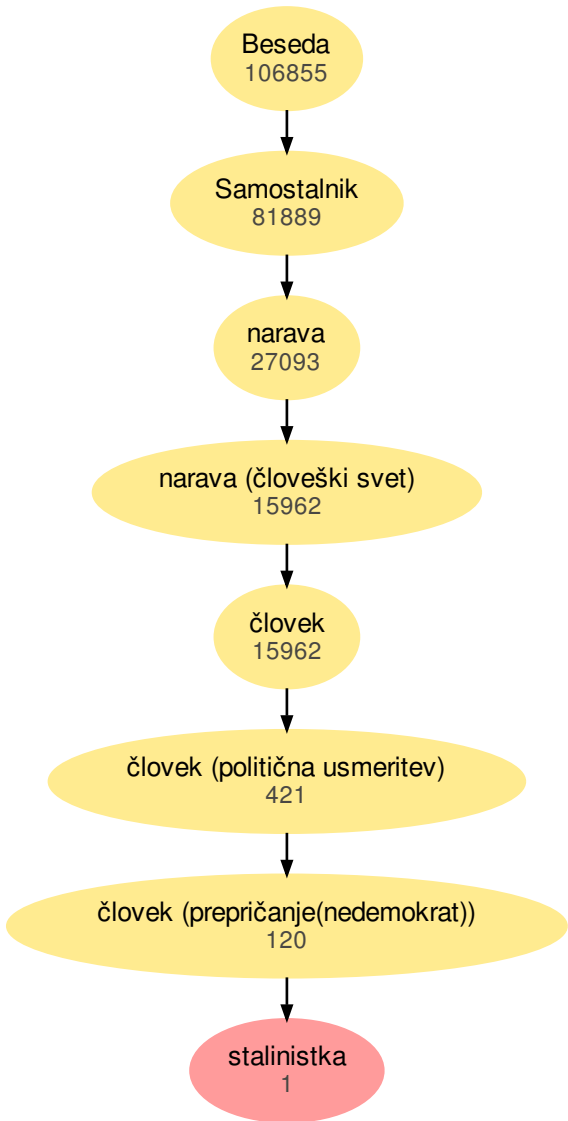 Beseda
106855
Samostalnik
81889
narava
27093
narava (človeški svet)
15962
človek
15962
človek (politična usmeritev)
421
človek (prepričanje(nedemokrat))
120
stalinistka
1